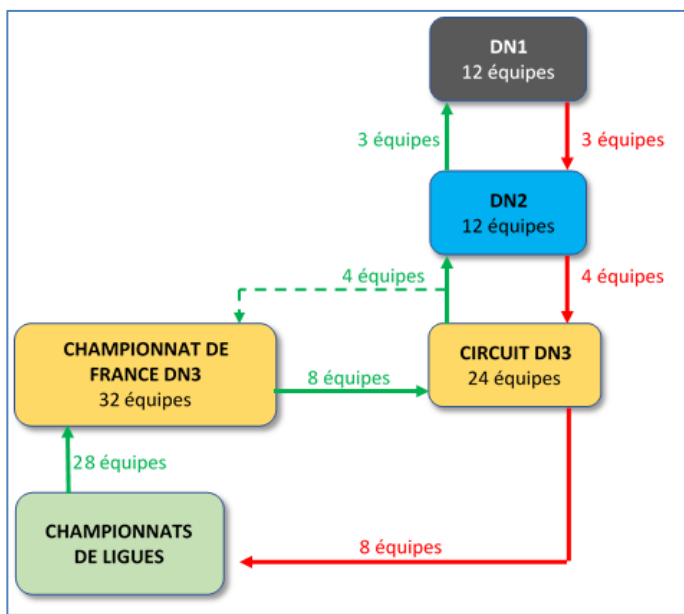 DN1
12 équipes
3 équipes
3 équipes
DN2
12 équipes
4 équipes
4 équipes
CHAMPIONNAT DE
FRANCE DN3
32 équipes
8 équipes
CIRCUIT DN3
24 équipes
28 équipes
CHAMPIONNATS
DE LIGUES
8 équipes